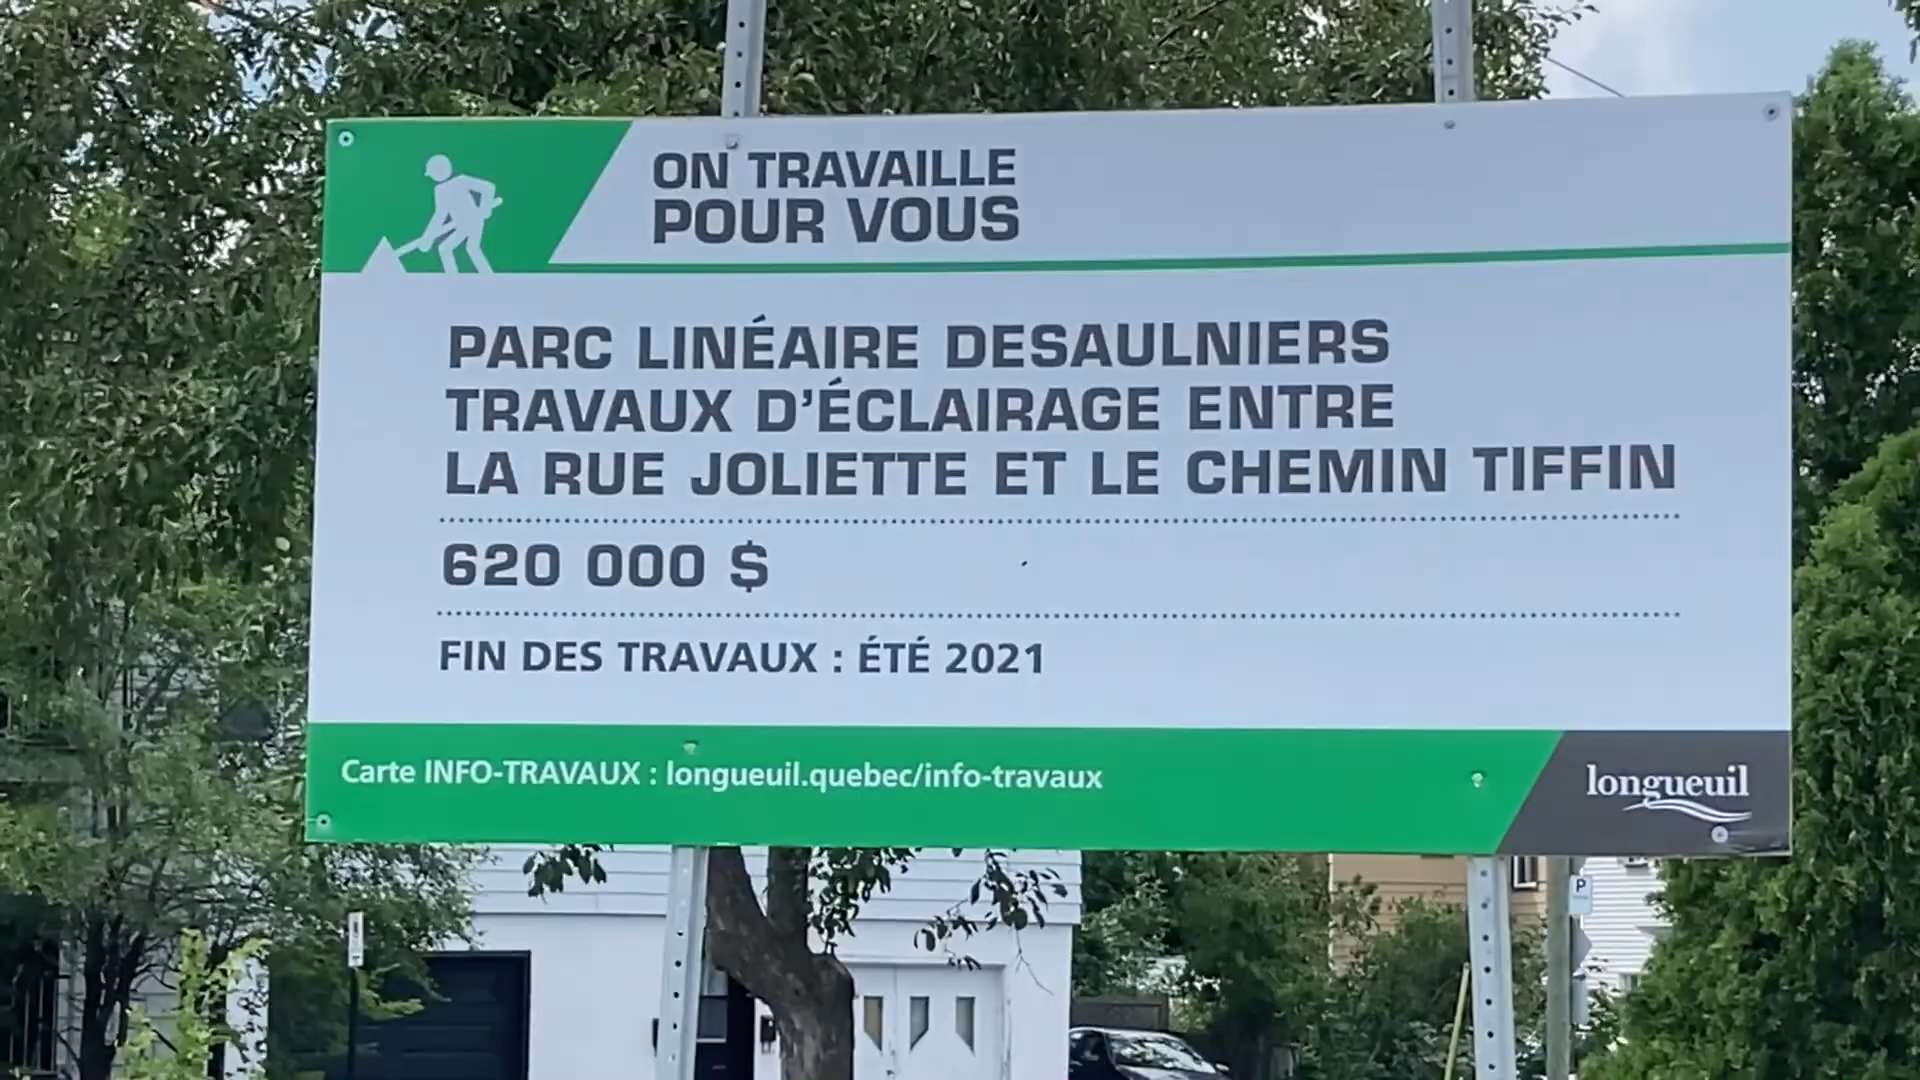 ON TRAVAILLE
POUR VOUS
PARC LINÉAIRE DESAULNIERS
TRAVAUX D'ÉCLAIRAGE ENTRE
LA RUE JOLIETTE ET LE CHEMIN TIFFIN
620 000 $
FIN DES TRAVAUX : ÉTÉ 2021
Carte INFO-TRAVAUX : longueuil.quebec/info-travaux
longueuil
P